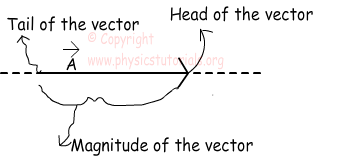 Head of the vector
Tail of the vector
© Copyright
A
www.physicstutorials.org
Magnitude of the vector